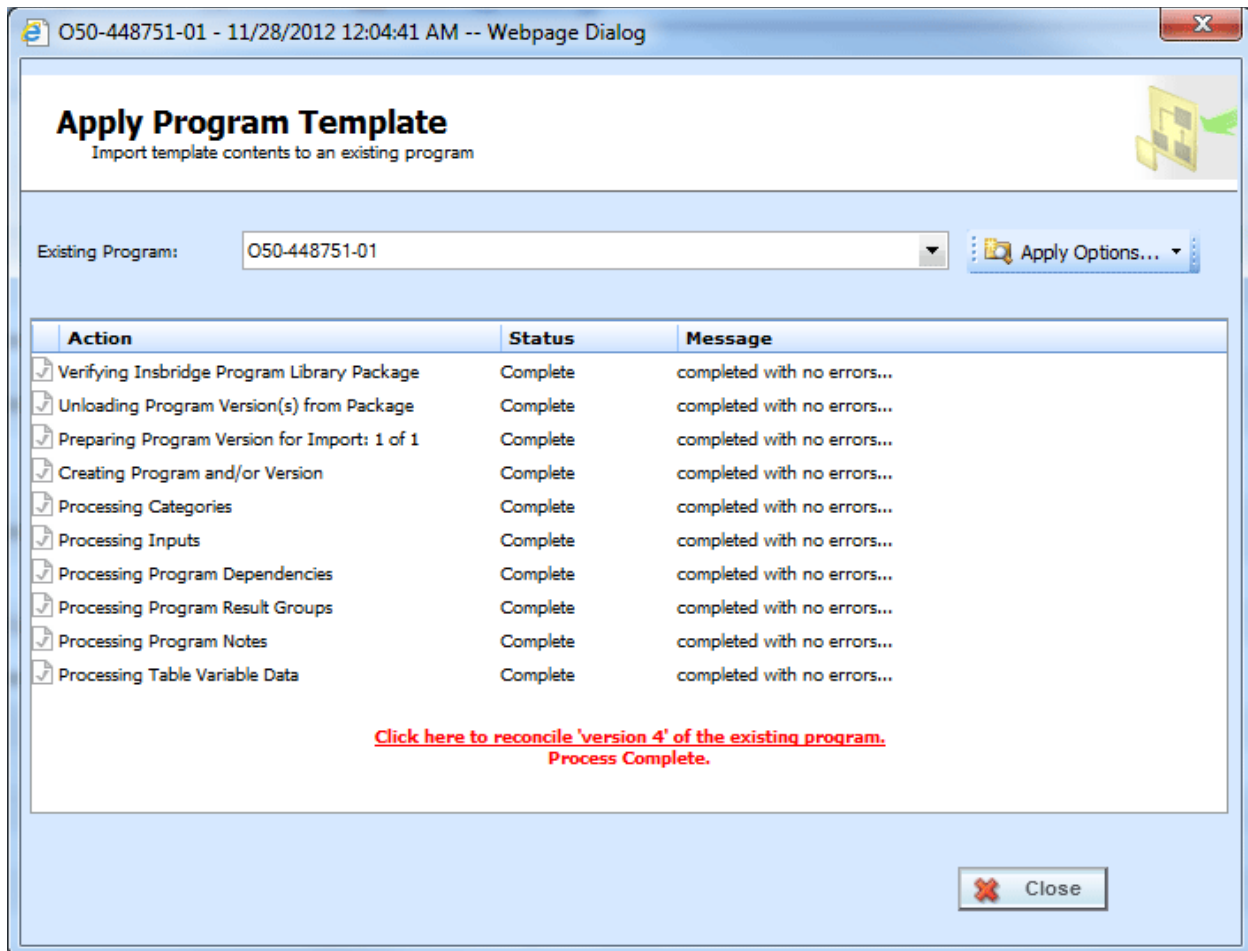 O50-448751-01 - 11/28/2012 12:04:41 AM -- Webpage Dialog
Apply Program Template
Import template contents to an existing program
Existing Program: O50-448751-01 Apply Options...
Action Status Message
Verifying Insbridge Program Library Package Complete completed with no errors...
Unloading Program Version(s) from Package Complete completed with no errors...
Preparing Program Version for Import: 1 of 1 Complete completed with no errors...
Creating Program and/or Version Complete completed with no errors...
Processing Categories Complete completed with no errors...
Processing Inputs Complete completed with no errors...
Processing Program Dependencies Complete completed with no errors...
Processing Program Result Groups Complete completed with no errors...
Processing Program Notes Complete completed with no errors...
Processing Table Variable Data Complete completed with no errors...
Click here to reconcile 'version 4' of the existing program.
Process Complete.
Close